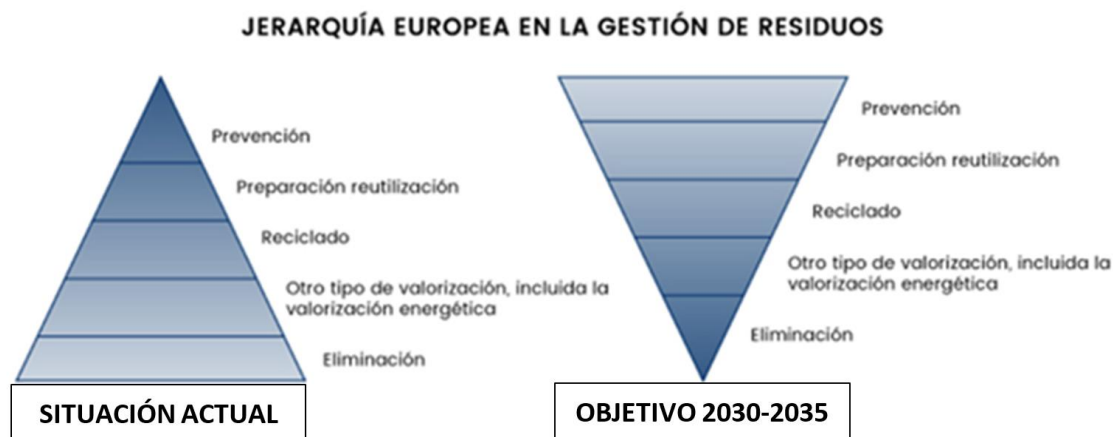 JERARQUÍA EUROPEA EN LA GESTIÓN DE RESIDUOS
Prevención
Preparación reutilización
Reciclado
Otro tipo de valorización, incluida la
valorización energética
Eliminación
SITUACIÓN ACTUAL
Prevención
Preparación reutilización
Reciclado
Otro tipo de valorización, incluida la
valorización energética
Eliminación
OBJETIVO 2030-2035